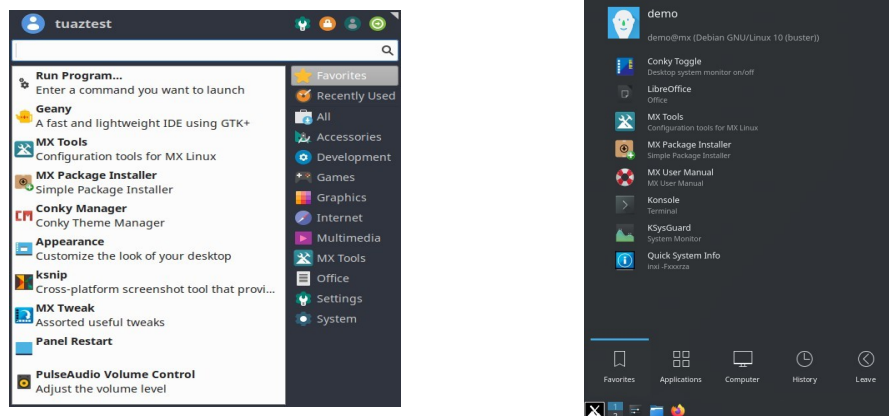 tuaztest
Run Program...
Enter a command you want to launch
Geany
A fast and lightweight IDE using GTK+
MX Tools
Configuration tools for MX Linux
MX Package Installer
Simple Package Installer
Conky Manager
Conky Theme Manager
Appearance
Customize the look of your desktop
ksnip
Cross-platform screenshot tool that provi...
MX Tweak
Assorted useful tweaks
Panel Restart
PulseAudio Volume Control
Adjust the volume level
Favorites
Recently Used
All
Accessories
Development
Games
Graphics
Internet
Multimedia
MX Tools
Office
Settings
System
demo
demo@mx (Debian GNU/Linux 10 (buster))
Conky Toggle
Desktop system monitor on/off
LibreOffice
Office
MX Tools
Configuration tools for MX Linux
MX Package Installer
Simple Package Installer
MX User Manual
MX User Manual
Konsole
Terminal
KSysGuard
System Monitor
Quick System Info
inxi -Fxxxrza
Favorites
Applications
Computer
History
Leave